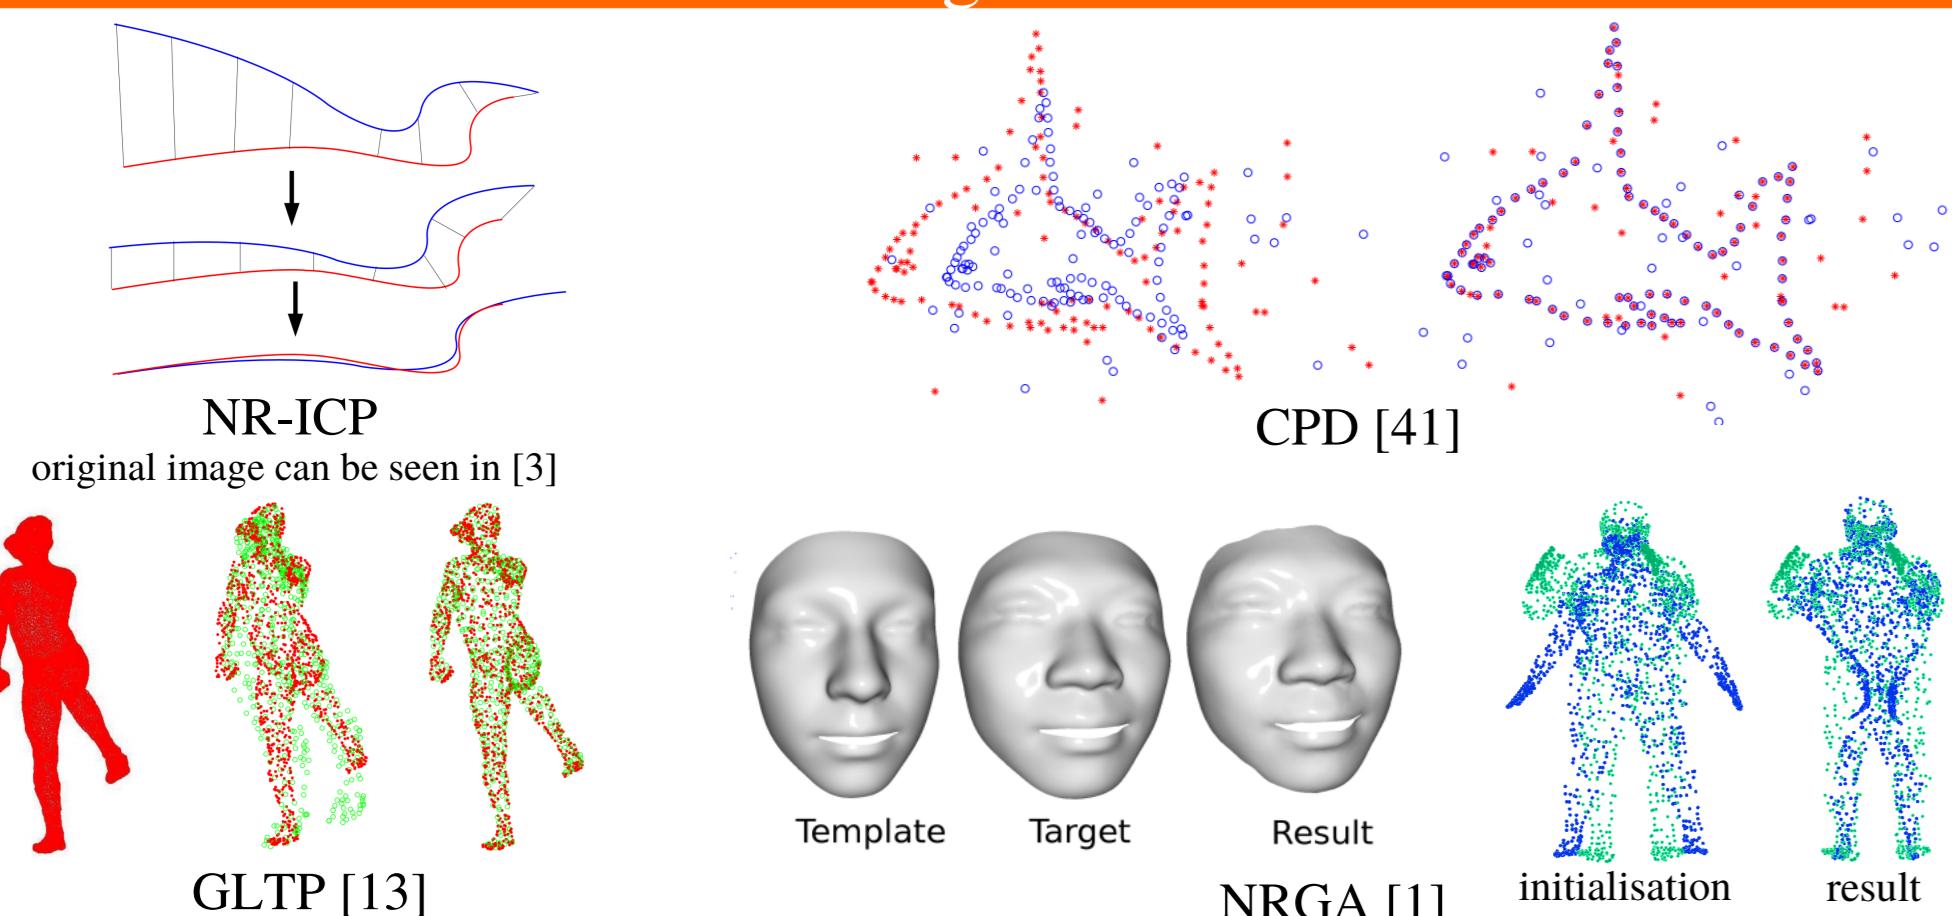 NR-ICP
original image can be seen in [3]
CPD [41]
Template Target Result
initialisation result
GLTP [13]
NRGA [1]